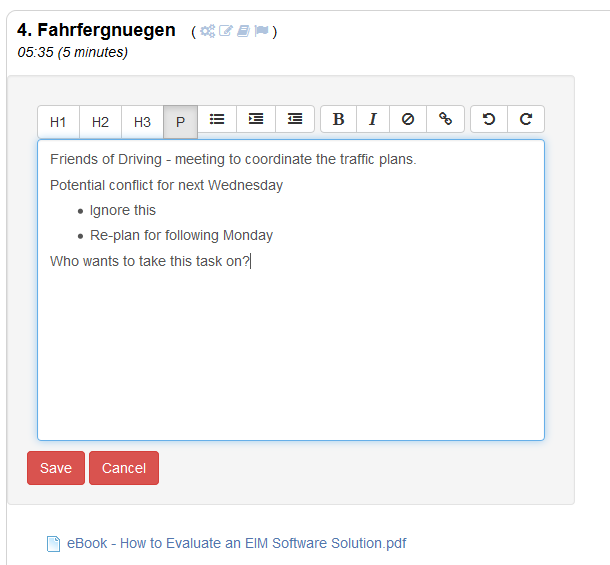 4. Fahrfergnuegen ( )
05:35 (5 minutes)
H1 H2 H3 P B I
Friends of Driving - meeting to coordinate the traffic plans.
Potential conflict for next Wednesday
• Ignore this
• Re-plan for following Monday
Who wants to take this task on?
Save Cancel
eBook - How to Evaluate an EIM Software Solution.pdf